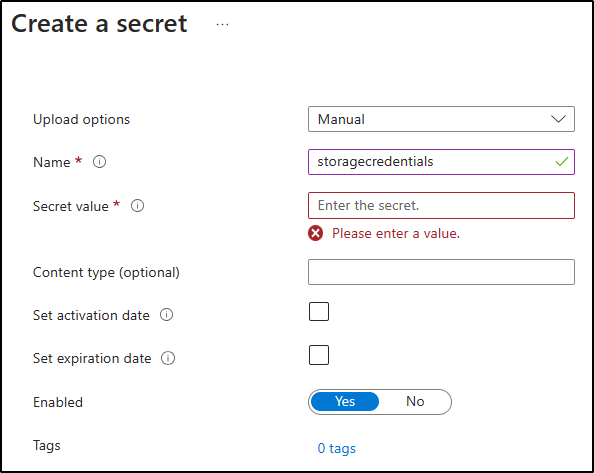 Create a secret ...
Upload options Manual
Name * storagecredentials
Secret value * Enter the secret.
Please enter a value.
Content type (optional)
Set activation date
Set expiration date
Enabled Yes No
Tags 0 tags